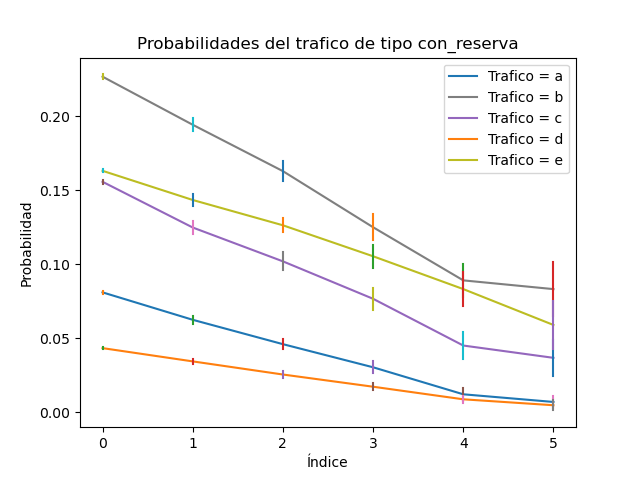 Probabilidades del trafico de tipo con_reserva
Trafico = a
Trafico = b
Trafico = c
Trafico = d
Trafico = e
Probabilidad
0.20
0.15
0.10
0.05
0.00
0 1 2 3 4 5
Índice